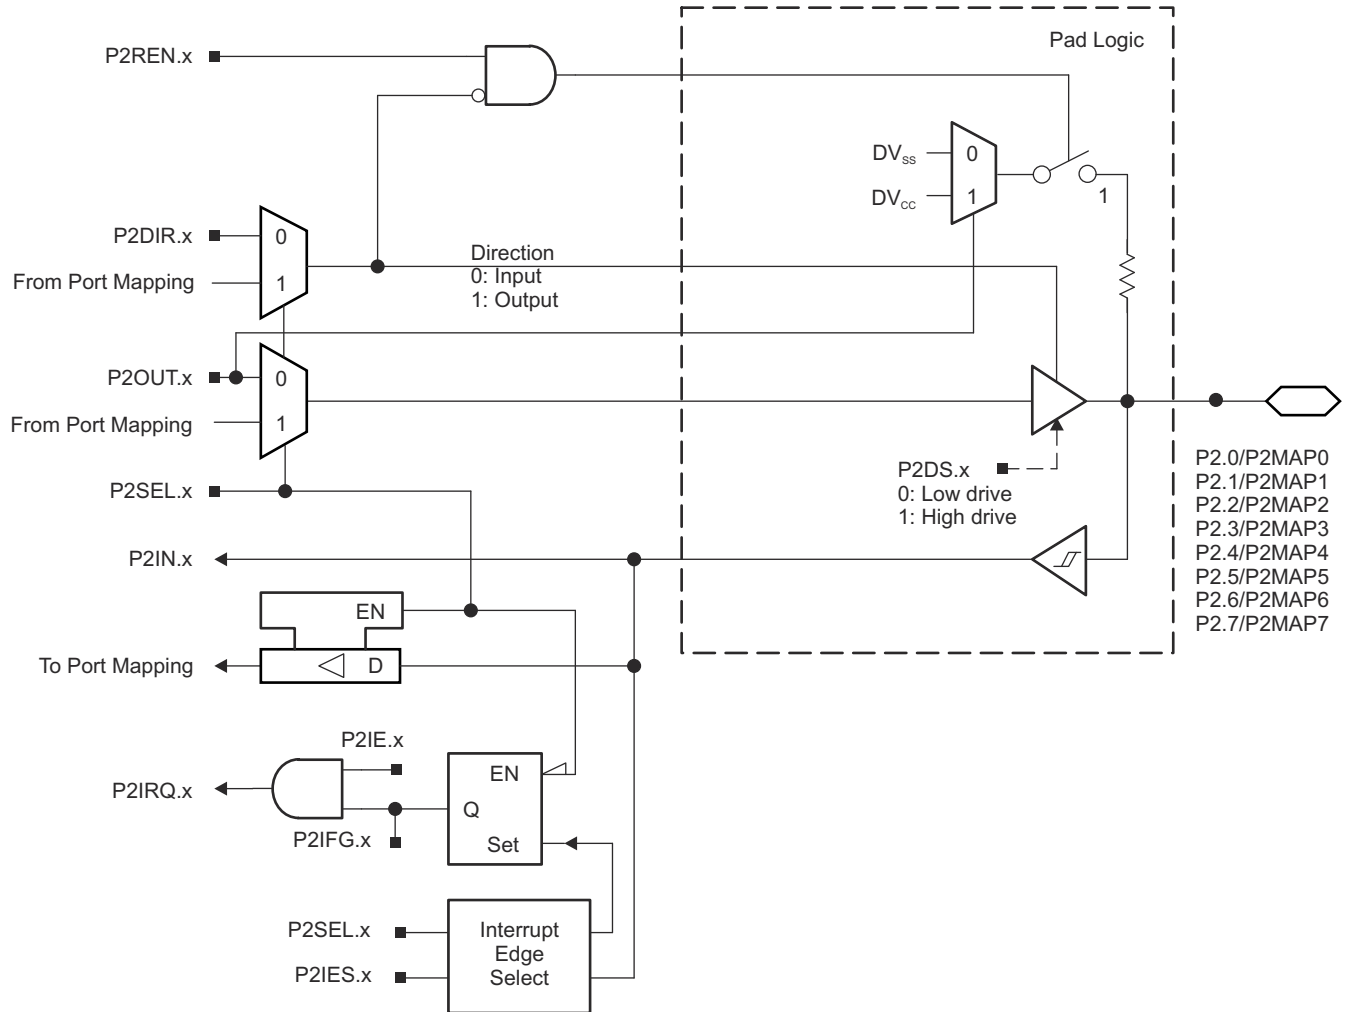 Pad Logic
P2REN.x
DVSS
0
DVCC
1
1
P2DIR.x
0
From Port Mapping
1
Direction
0: Input
1: Output
P2OUT.x
0
From Port Mapping
1
P2SEL.x
P2DS.x
0: Low drive
1: High drive
P2.0/P2MAP0
P2.1/P2MAP1
P2.2/P2MAP2
P2.3/P2MAP3
P2.4/P2MAP4
P2.5/P2MAP5
P2.6/P2MAP6
P2.7/P2MAP7
P2IN.x
EN
To Port Mapping
D
P2IE.x
P2IRQ.x
P2IFG.x
EN
Q
Set
P2SEL.x
P2IES.x
Interrupt
Edge
Select